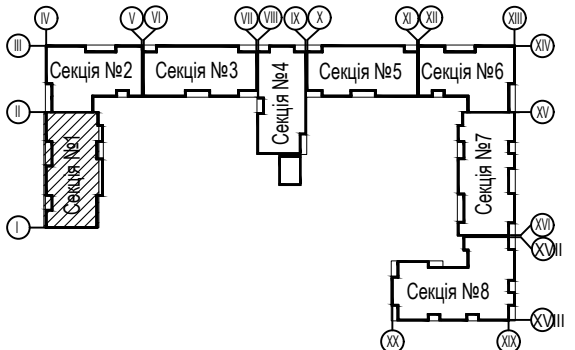 IV V VI VII VIII IX X XI XII XIII
III XIV
Секція №2 Секція №3 Секція №4 Секція №5 Секція №6
II XV
Секція №1 Секція №7
I XVI
XVII
Секція №8
XVIII
XX XIX